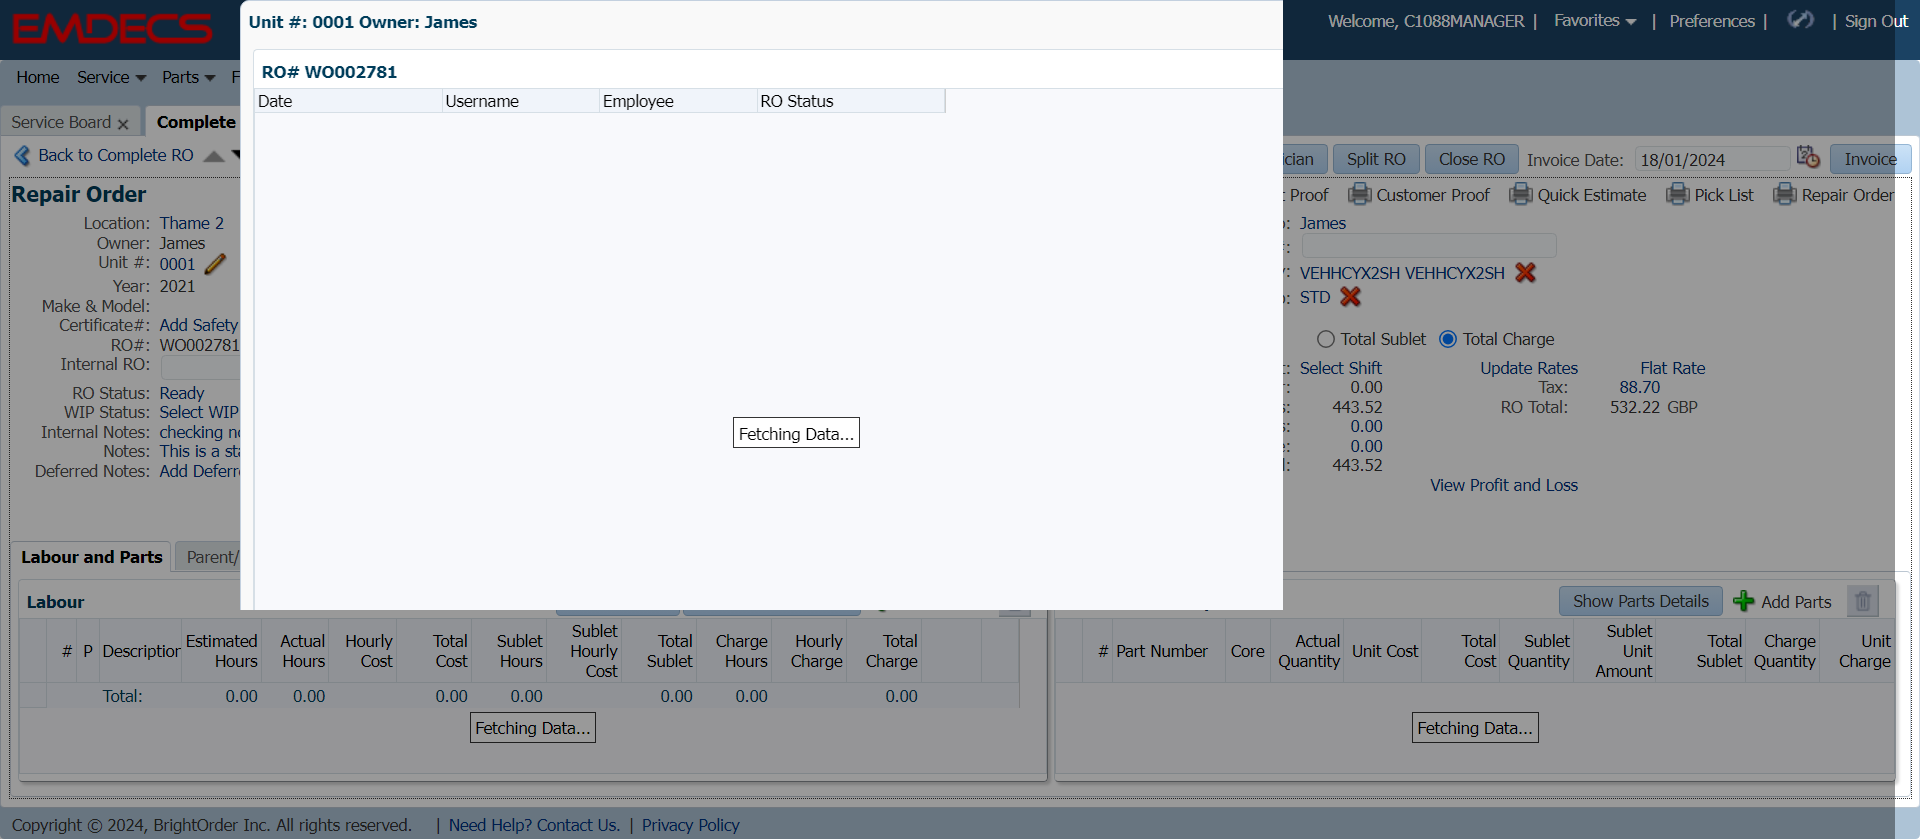 EMDECS
Welcome, C1088MANAGER | Favorites | Preferences | | Sign Out
Home Service Parts
Service Board Complete
Back to Complete RO
Unit #: 0001 Owner: James
RO# WO002781
Date Username Employee RO Status
Fetching Data...
Split RO Close RO Invoice Date: 18/01/2024 Invoice
Proof Customer Proof Quick Estimate Pick List Repair Order
Repair Order
Location: Thame 2
Owner: James
Unit #: 0001
Year: 2021
Make & Model:
Certificate#: Add Safety
RO#: WO002781
Internal RO:
RO Status: Ready
WIP Status: Select WIP
Internal Notes: checking
Notes: This is a
Deferred Notes: Add
James
VEHHCYX2SH VEHHCYX2SH
STD
Total Sublet Total Charge
Select Shift Update Rates Flat Rate
0.00 Tax: 88.70
443.52 RO Total: 532.22 GBP
0.00
0.00
443.52
View Profit and Loss
Labour and Parts Parent/
Labour
# P Description Estimated Hours Actual Hours Hourly Cost Total Cost Sublet Hours Sublet Hourly Cost Total Sublet Charge Hours Hourly Charge Total Charge
Total: 0.00 0.00 0.00 0.00 0.00 0.00 0.00
Fetching Data...
Show Parts Details Add Parts
# Part Number Core Actual Quantity Unit Cost Total Cost Sublet Quantity Sublet Unit Amount Total Sublet Charge Quantity Unit Charge
Fetching Data...
Copyright © 2024, BrightOrder Inc. All rights reserved. | Need Help? Contact Us. | Privacy Policy